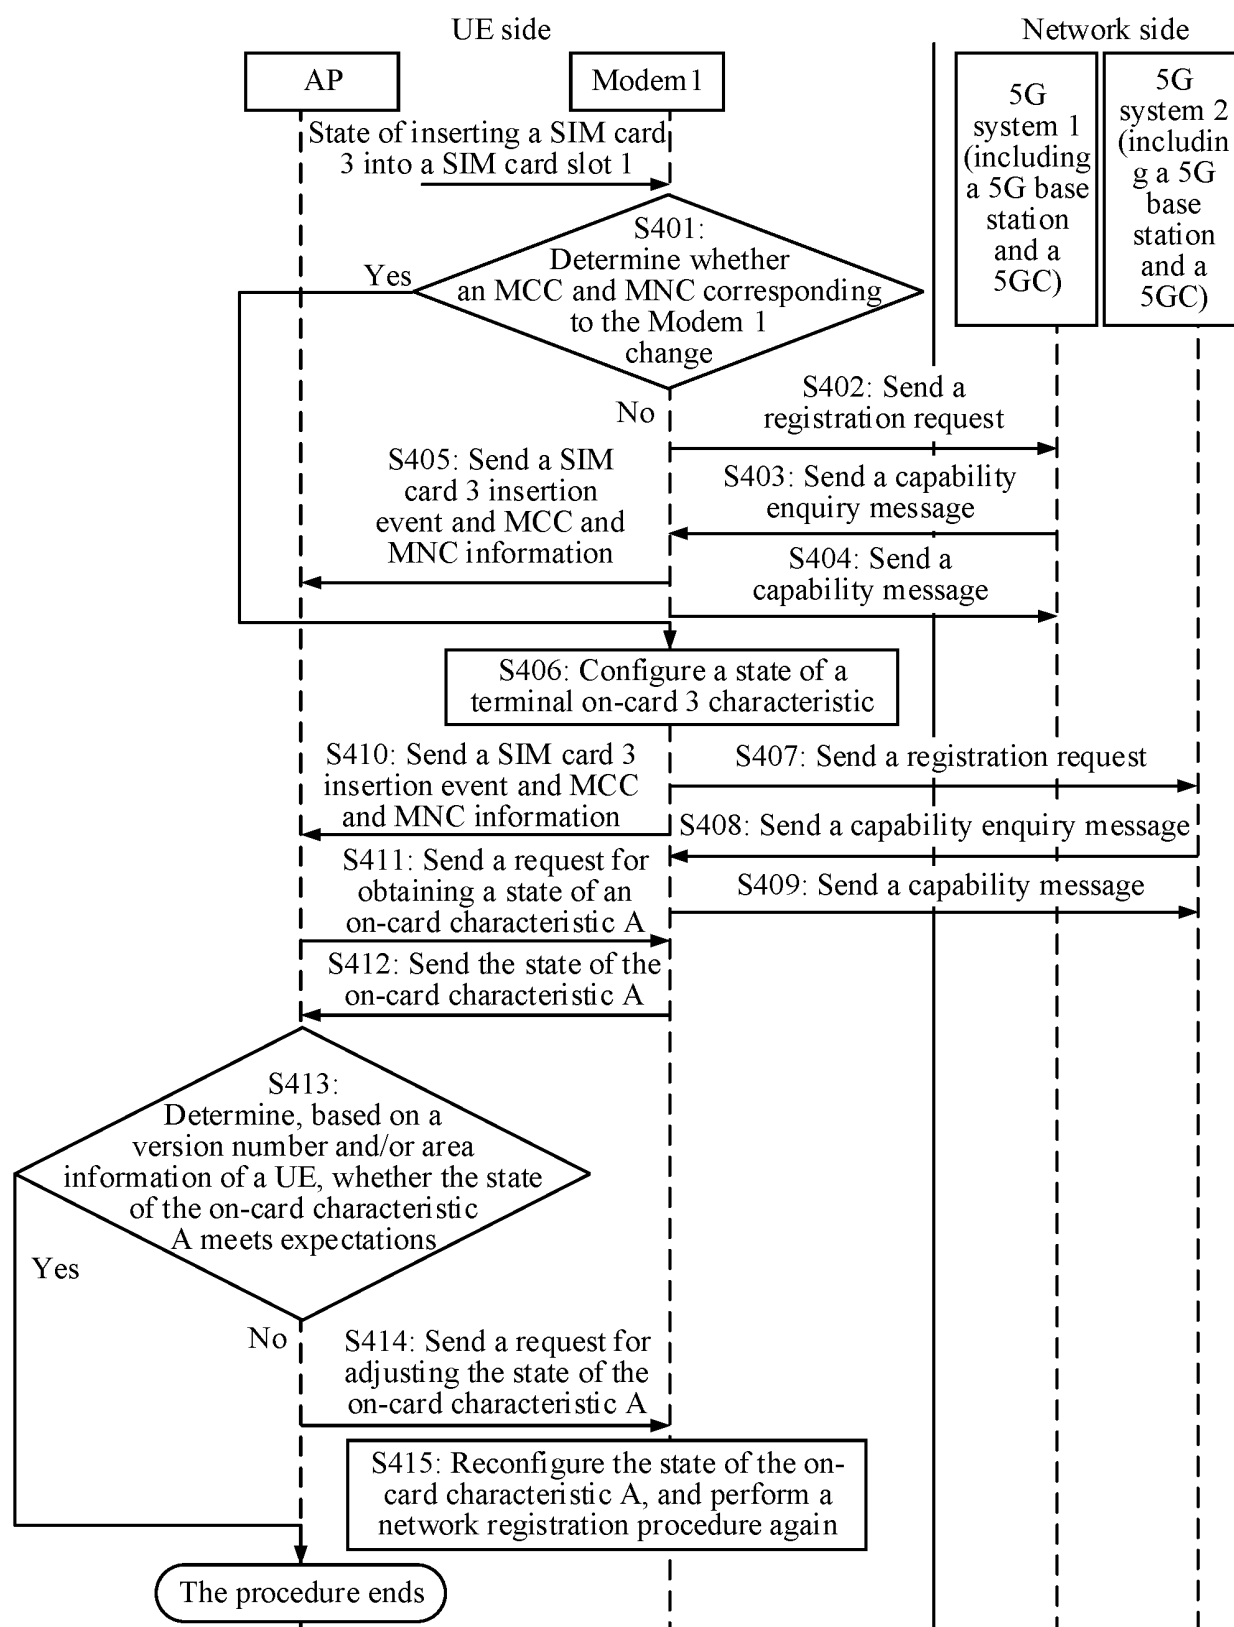 UE side
Network side
AP
Modem 1
5G
system 1
(including
a 5G base
station
and a
5GC)
5G
system 2
(includin
g a 5G
base
station
and a
5GC)
State of inserting a SIM card
3 into a SIM card slot 1
S401:
Determine whether
an MCC and MNC corresponding
to the Modem 1
change
Yes
No
S402: Send a
registration request
S405: Send a SIM
card 3 insertion
event and MCC and
MNC information
S403: Send a capability
enquiry message
S404: Send a
capability message
S406: Configure a state of a
terminal on-card 3 characteristic
S410: Send a SIM card 3
insertion event and MCC
and MNC information
S407: Send a registration request
S408: Send a capability enquiry message
S411: Send a request for
obtaining a state of an
on-card characteristic A
S409: Send a capability message
S412: Send the state of the
on-card characteristic A
S413:
Determine, based on a
version number and/or area
information of a UE, whether the state
of the on-card characteristic
A meets expectations
Yes
No
S414: Send a request for
adjusting the state of the
on-card characteristic A
S415: Reconfigure the state of the on-
card characteristic A, and perform a
network registration procedure again
The procedure ends